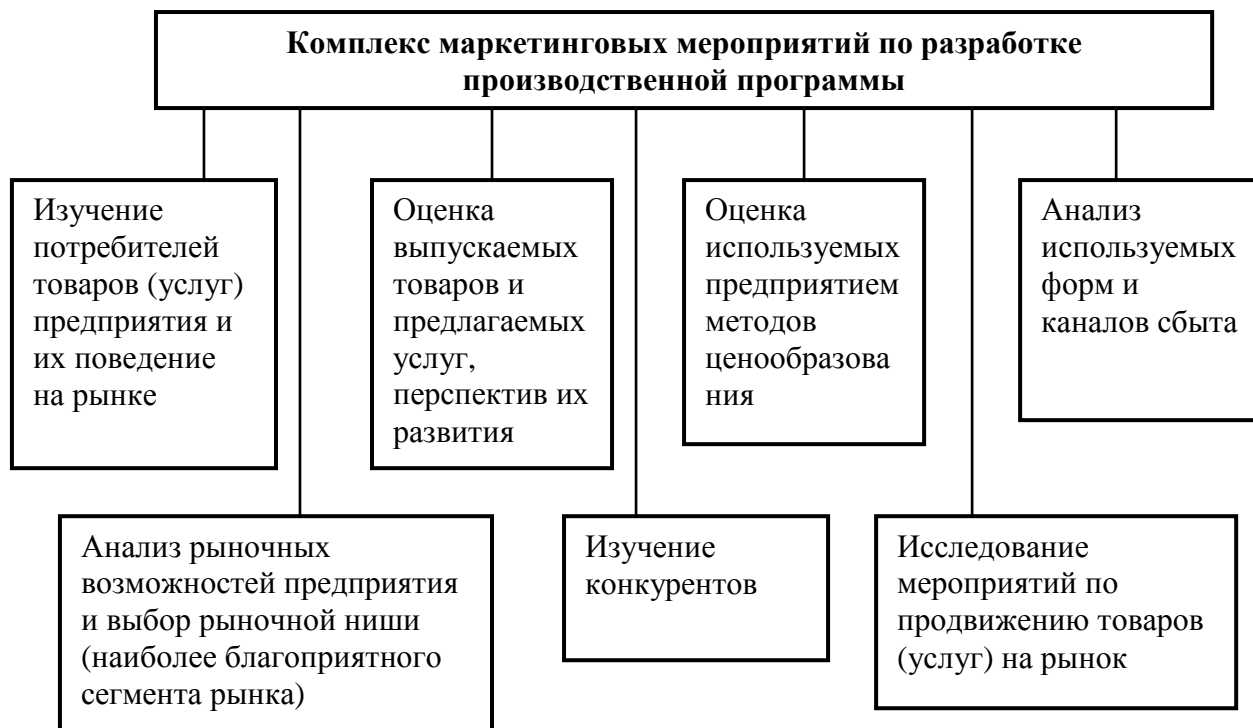 Комплекс маркетинговых мероприятий по разработке
производственной программы
Изучение
потребителей
товаров (услуг)
предприятия и
их поведение
на рынке
Оценка
выпускаемых
товаров и
предлагаемых
услуг,
перспектив их
развития
Оценка
используемых
предприятием
методов
ценообразова
ния
Анализ
используемых
форм и
каналов сбыта
Анализ рыночных
возможностей предприятия
и выбор рыночной ниши
(наиболее благоприятного
сегмента рынка)
Изучение
конкурентов
Исследование
мероприятий по
продвижению товаров
(услуг) на рынок